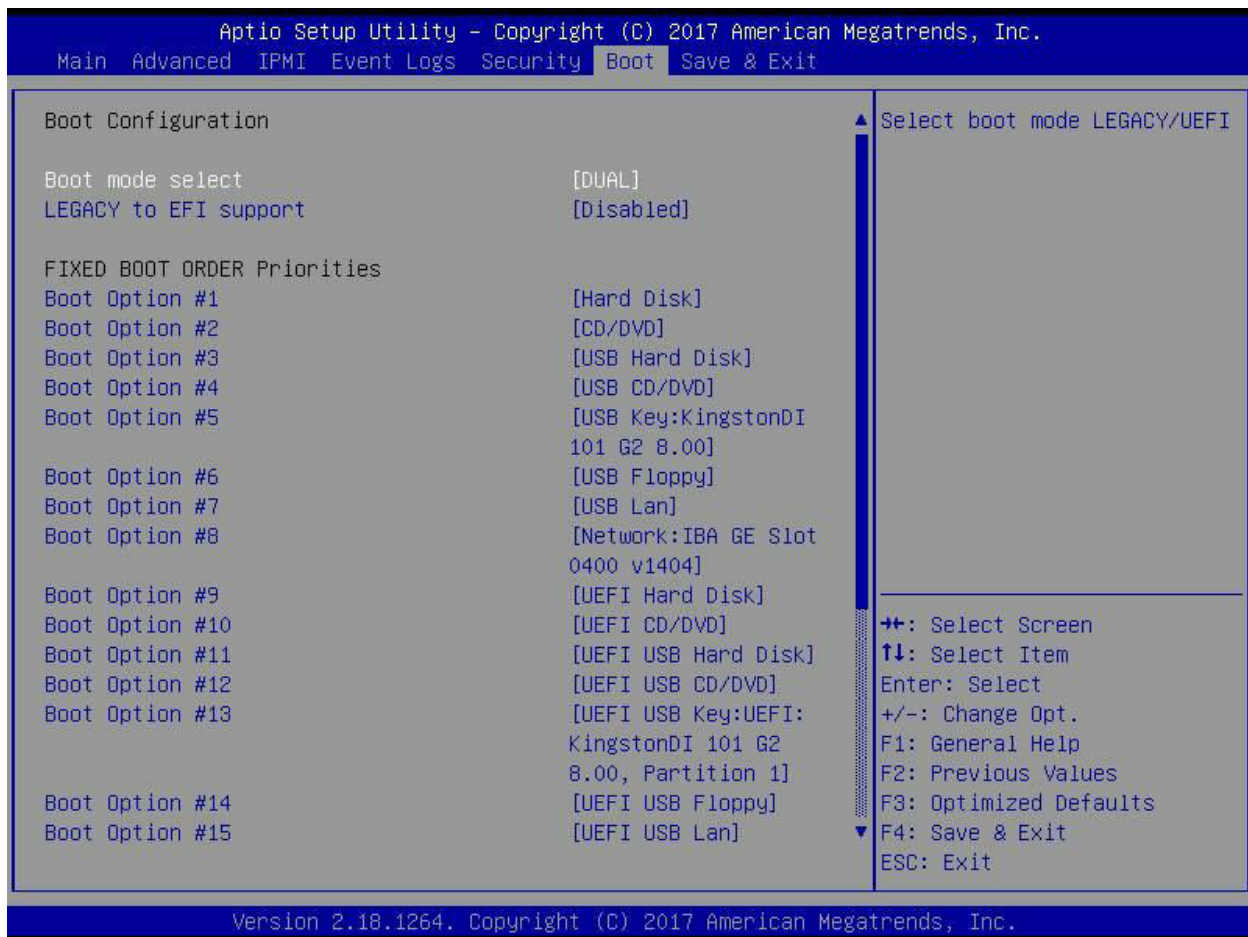 Aptio Setup Utility – Copyright (C) 2017 American Megatrends, Inc.
Main Advanced IPMI Event Logs Security Boot Save & Exit
Boot Configuration
Boot mode select [DUAL]
LEGACY to EFI support [Disabled]
FIXED BOOT ORDER Priorities
Boot Option #1 [Hard Disk]
Boot Option #2 [CD/DVD]
Boot Option #3 [USB Hard Disk]
Boot Option #4 [USB CD/DVD]
Boot Option #5 [USB Key:KingstonDI
101 G2 8.00]
Boot Option #6 [USB Floppy]
Boot Option #7 [USB Lan]
Boot Option #8 [Network:IBA GE Slot
0400 v1404]
Boot Option #9 [UEFI Hard Disk]
Boot Option #10 [UEFI CD/DVD]
Boot Option #11 [UEFI USB Hard Disk]
Boot Option #12 [UEFI USB CD/DVD]
Boot Option #13 [UEFI USB Key:UEFI:
KingstonDI 101 G2
8.00, Partition 1]
Boot Option #14 [UEFI USB Floppy]
Boot Option #15 [UEFI USB Lan]
Select boot mode LEGACY/UEFI
→←: Select Screen
↑↓: Select Item
Enter: Select
+/-: Change Opt.
F1: General Help
F2: Previous Values
F3: Optimized Defaults
F4: Save & Exit
ESC: Exit
Version 2.18.1264. Copyright (C) 2017 American Megatrends, Inc.